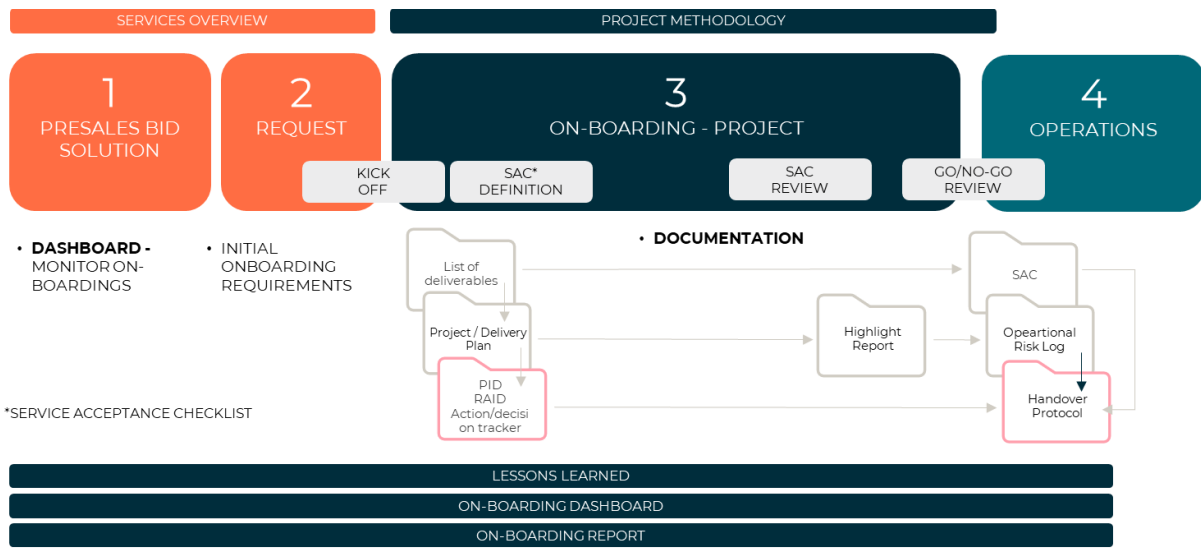 SERVICES OVERVIEW
PROJECT METHODOLOGY
1
PRESALES BID
SOLUTION
2
REQUEST
3
ON-BOARDING - PROJECT
4
OPERATIONS
KICK
OFF
SAC*
DEFINITION
SAC
REVIEW
GO/NO-GO
REVIEW
• DASHBOARD -
MONITOR ON-
BOARDINGS
• INITIAL
ONBOARDING
REQUIREMENTS
• DOCUMENTATION
List of
deliverables
SAC
Project / Delivery
Plan
Highlight
Report
Opeartional
Risk Log
PID
RAID
Action/decisi
on tracker
Handover
Protocol
*SERVICE ACCEPTANCE CHECKLIST
LESSONS LEARNED
ON-BOARDING DASHBOARD
ON-BOARDING REPORT